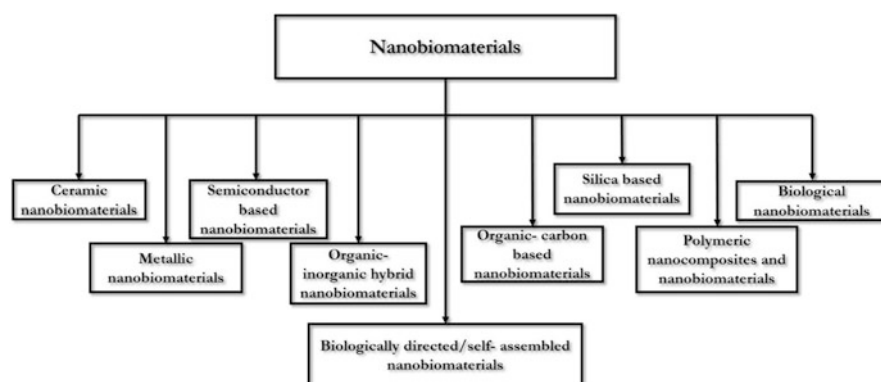 Nanobiomaterials
Ceramic
nanobiomaterials
Metallic
nanobiomaterials
Semiconductor
based
nanobiomaterials
Organic-
inorganic hybrid
nanobiomaterials
Biologically directed/self- assembled
nanobiomaterials
Organic- carbon
based
nanobiomaterials
Silica based
nanobiomaterials
Polymeric
nanocomposites and
nanobiomaterials
Biological
nanobiomaterials